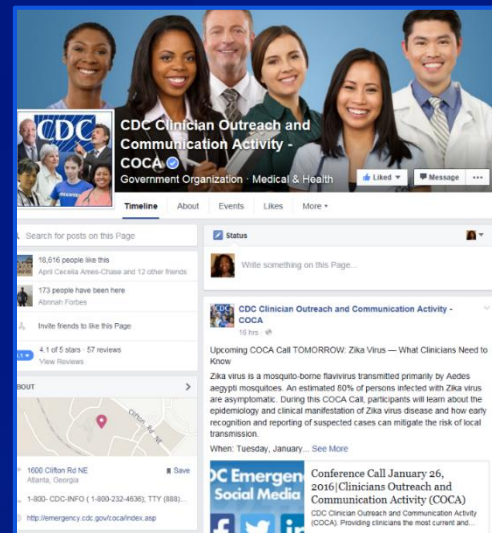 CDC
CDC Clinician Outreach and
Communication Activity -
COCA
Government Organization · Medical & Health
Liked
Message
Timeline About Events Likes More
Search for posts on this Page
18,616 people like this
April Cecelia Ames-Chase and 12 other friends
173 people have been here
Abnnah Forbes
Invite friends to like this Page
4.1 of 5 stars · 57 reviews
View Reviews
ABOUT
Clifton Rd NE
1600 Clifton Rd NE
Atlanta, Georgia
Save
1-800- CDC-INFO ( 1-800-232-4636); TTY (888)...
http://emergency.cdc.gov/coca/index.asp
Status
Write something on this Page...
CDC Clinician Outreach and Communication Activity -
COCA
16 hrs ·
Upcoming COCA Call TOMORROW: Zika Virus — What Clinicians Need to
Know
Zika virus is a mosquito-borne flavivirus transmitted primarily by Aedes
aegypti mosquitoes. An estimated 80% of persons infected with Zika virus
are asymptomatic. During this COCA Call, participants will learn about the
epidemiology and clinical manifestation of Zika virus disease and how early
recognition and reporting of suspected cases can mitigate the risk of local
transmission.
When: Tuesday, January... See More
DC Emergen
Social Media
Conference Call January 26,
2016|Clinicians Outreach and
Communication Activity (COCA)
CDC Clinician Outreach and Communication Activity
(COCA). Providing clinicians the most current and...